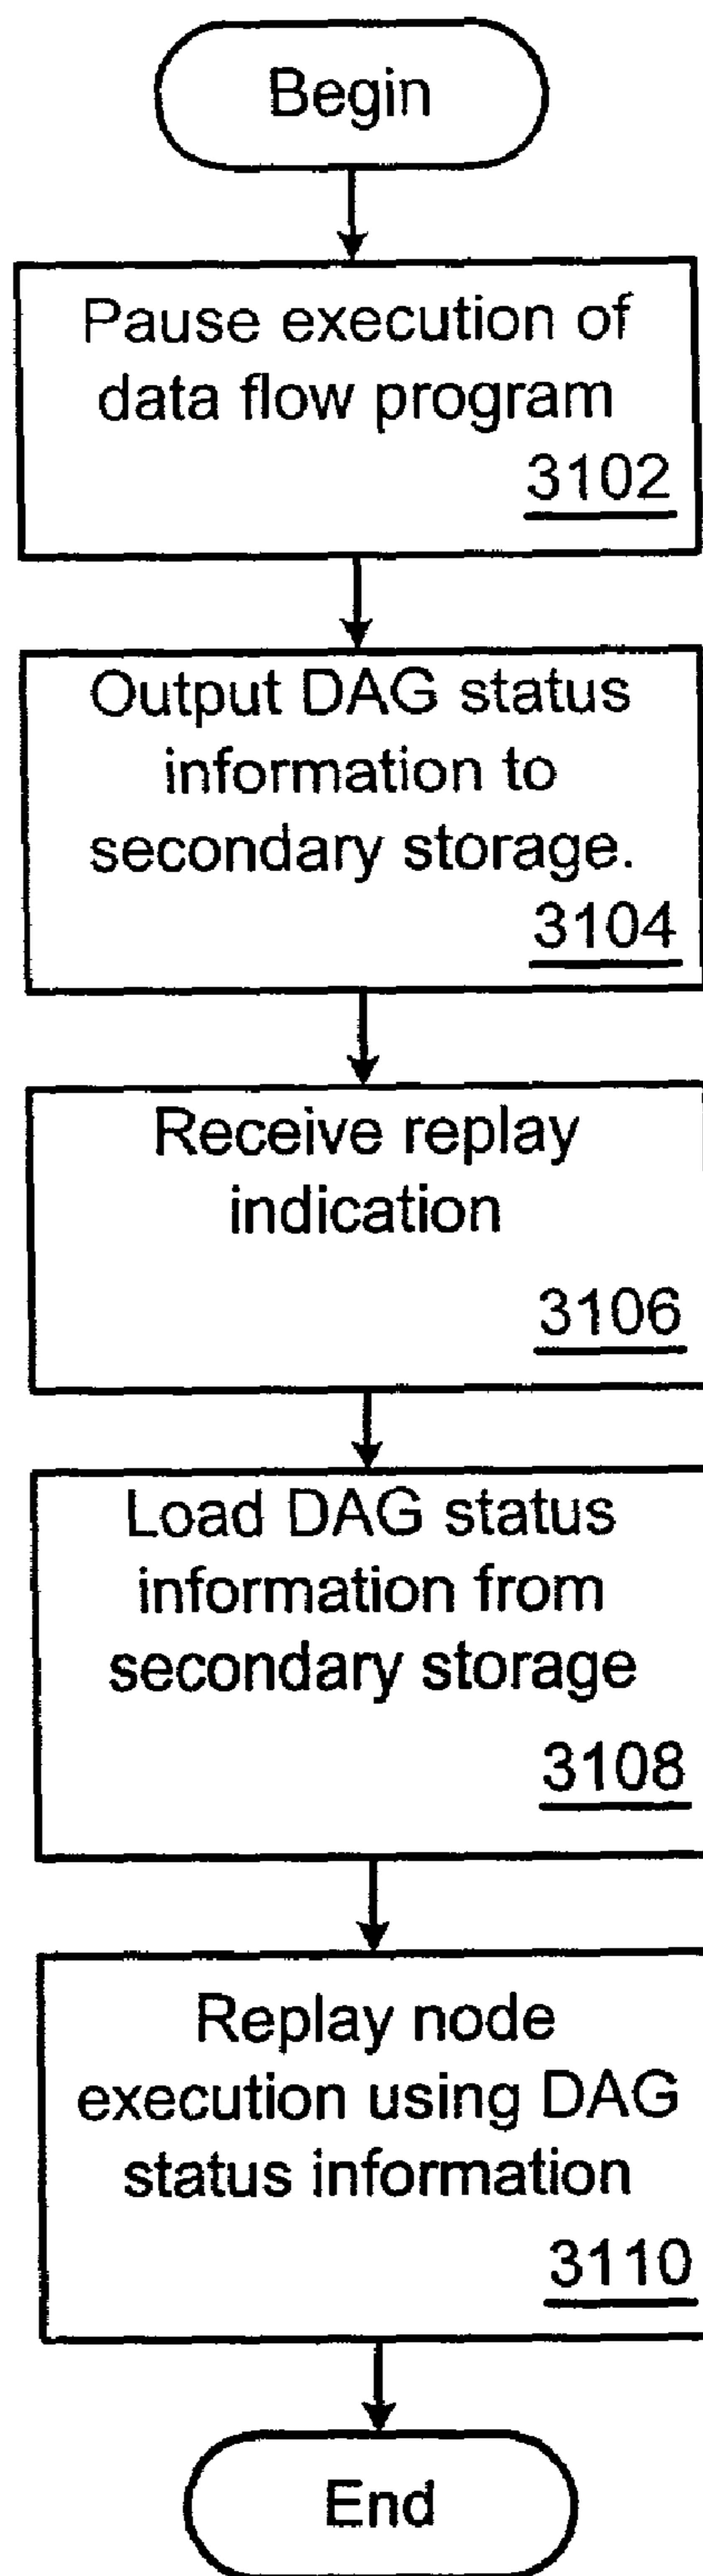 Begin
Pause execution of
data flow program
3102
Output DAG status
information to
secondary storage.
3104
Receive replay
indication
3106
Load DAG status
information from
secondary storage
3108
Replay node
execution using DAG
status information
3110
End